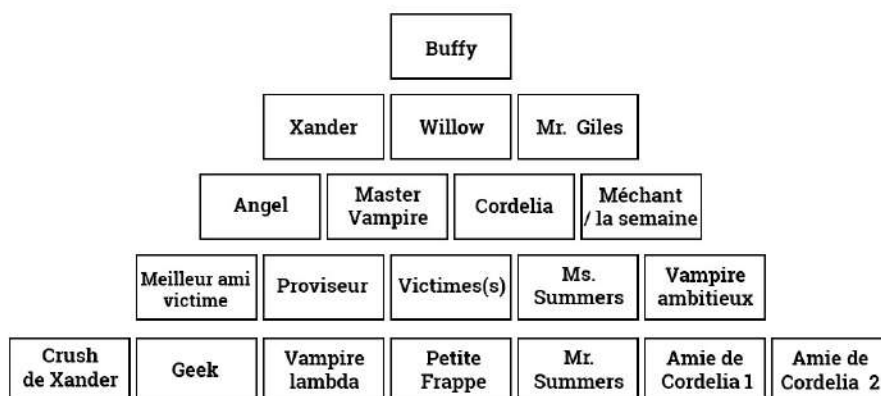 Buffy
Xander
Willow
Mr. Giles
Angel
Master
Vampire
Cordelia
Méchant
/ la semaine
Meilleur ami
victime
Proviseur
Victimes(s)
Ms.
Summers
Vampire
ambitieux
Crush
de Xander
Geek
Vampire
lambda
Petite
Frappe
Mr.
Summers
Amie de
Cordelia 1
Amie de
Cordelia 2